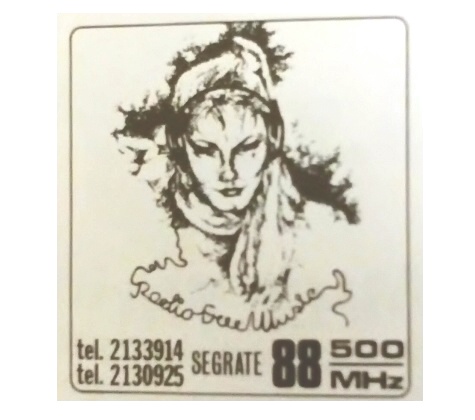 Radio Free Music
tel. 2133914
tel. 2130925
SEGRATE 88 500 MHz